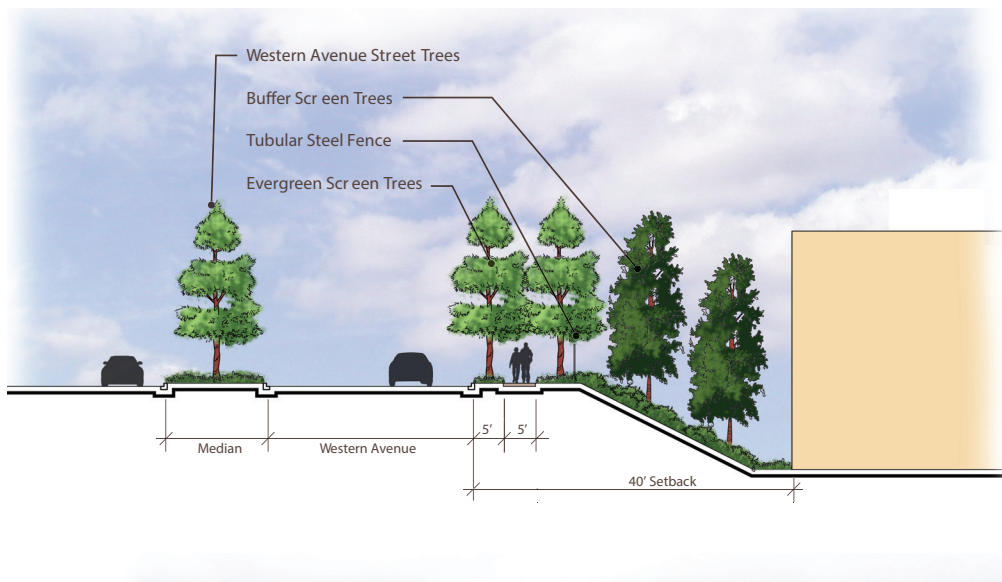 Western Avenue Street Trees
Buffer Scr een Trees
Tubular Steel Fence
Evergreen Scr een Trees
5' 5'
Median Western Avenue
40' Setback